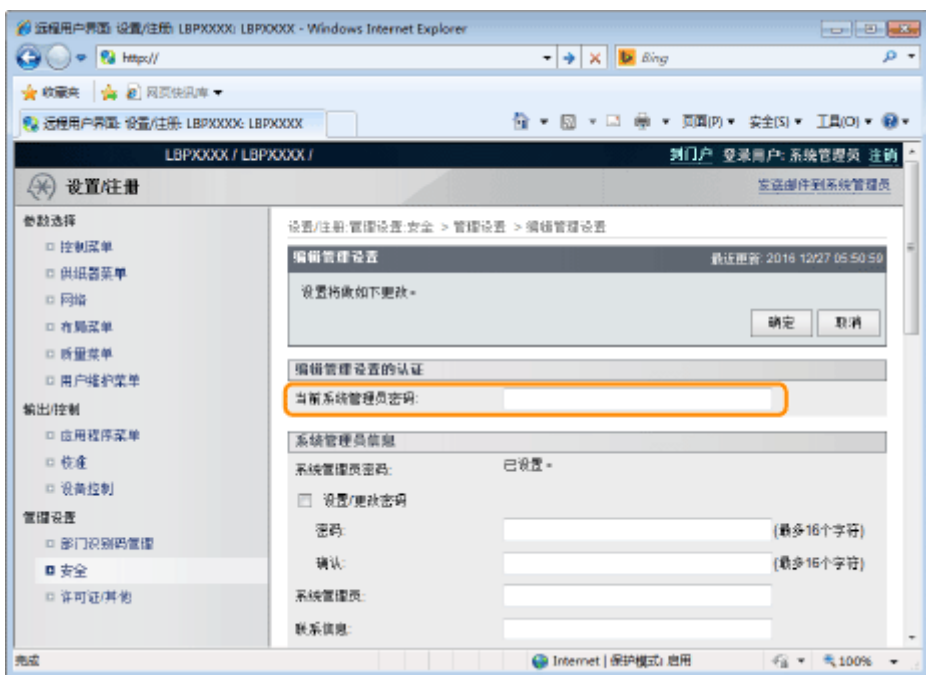 远程用户界面: 设置/注册: LBPXXXX: LBPXXXX - Windows Internet Explorer
http://
Bing
收藏夹 网页快讯库
远程用户界面: 设置/注册: LBPXXXX: LBPXXXX
页面(P) 安全(S) 工具(O)
LBPXXXX / LBPXXXX /
到门户 登录用户: 系统管理员 注销
设置/注册
发送邮件到系统管理员
参数选择
控制菜单
供纸器菜单
网络
布局菜单
质量菜单
用户维护菜单
输出/控制
应用程序菜单
校准
设备控制
管理设置
部门识别码管理
安全
许可证/其他
设置/注册:管理设置:安全 > 管理设置 > 编辑管理设置
编辑管理设置
最近更新: 2016 12/27 05:50:59
设置将做如下更改。
确定 取消
编辑管理设置的认证
当前系统管理员密码:
系统管理员信息
系统管理员密码: 已设置。
设置/更改密码
密码: (最多16个字符)
确认: (最多16个字符)
系统管理员:
联系信息:
完成
Internet | 保护模式: 启用
100%